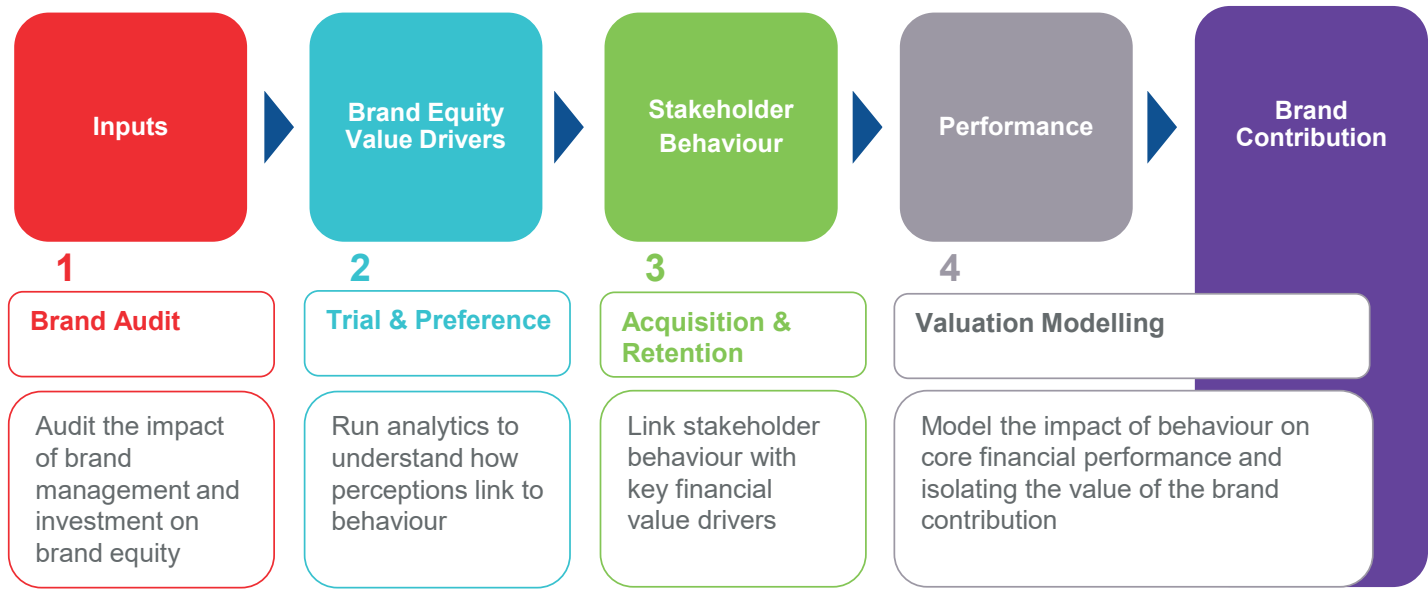 Inputs
Brand Equity
Value Drivers
Stakeholder
Behaviour
Performance
Brand
Contribution
1
2
3
4
Brand Audit
Trial & Preference
Acquisition &
Retention
Valuation Modelling
Audit the impact
of brand
management and
investment on
brand equity
Run analytics to
understand how
perceptions link to
behaviour
Link stakeholder
behaviour with
key financial
value drivers
Model the impact of behaviour on
core financial performance and
isolating the value of the brand
contribution